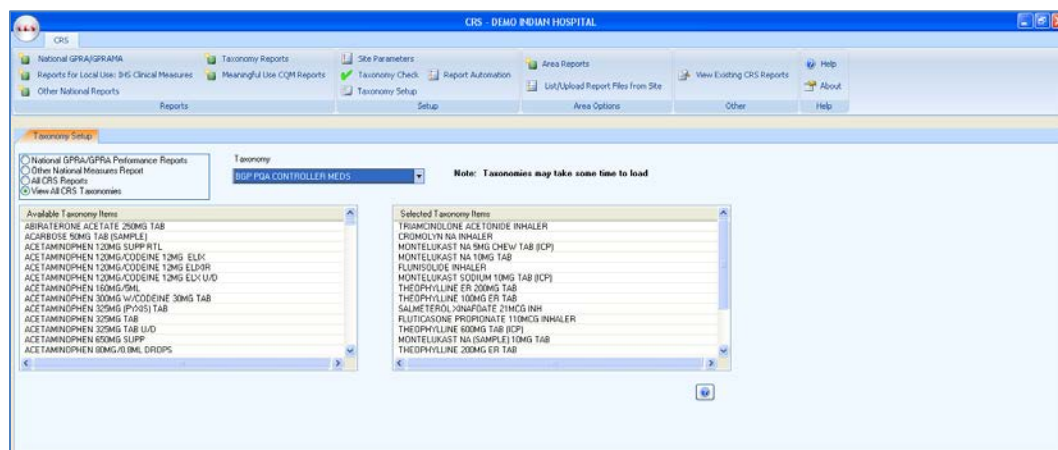 CRS - DEMO INDIAN HOSPITAL
CRS
National GPRA/GPRAMA
Reports for Local Use: IHS Clinical Measures
Other National Reports
Taxonomy Reports
Meaningful Use CQM Reports
Reports
Site Parameters
Taxonomy Check
Report Automation
Taxonomy Setup
Setup
Area Reports
List/Upload Report Files from Site
Area Options
View Existing CRS Reports
Other
Help
About
Help
Taxonomy Setup
National GPRA/GPRA Performance Reports
Other National Measures Report
All CRS Reports
View All CRS Taxonomies
Taxonomy
BGP PQA CONTROLLER MEDS
Note: Taxonomies may take some time to load
Available Taxonomy Items
ABIRATERONE ACETATE 250MG TAB
ACARBOSE 50MG TAB (SAMPLE)
ACETAMINOPHEN 120MG SUPP RTL
ACETAMINOPHEN 120MG/CODEINE 12MG ELIX
ACETAMINOPHEN 120MG/CODEINE 12MG ELIXIR
ACETAMINOPHEN 120MG/CODEINE 12MG ELX U/D
ACETAMINOPHEN 160MG/5ML
ACETAMINOPHEN 300MG W/CODEINE 30MG TAB
ACETAMINOPHEN 325MG (PYXIS) TAB
ACETAMINOPHEN 325MG TAB
ACETAMINOPHEN 325MG TAB U/D
ACETAMINOPHEN 650MG SUPP
ACETAMINOPHEN 80MG/0.8ML DROPS
Selected Taxonomy Items
TRIAMCINOLONE ACETONIDE INHALER
CROMOLYN NA INHALER
MONTELUKAST NA 5MG CHEW TAB (ICP)
MONTELUKAST NA 10MG TAB
FLUNISOLIDE INHALER
MONTELUKAST SODIUM 10MG TAB (ICP)
THEOPHYLLINE ER 200MG TAB
THEOPHYLLINE 100MG ER TAB
SALMETEROL XINAFOATE 21MCG INH
FLUTICASONE PROPIONATE 110MCG INHALER
THEOPHYLLINE 600MG TAB (ICP)
MONTELUKAST NA (SAMPLE) 10MG TAB
THEOPHYLLINE 200MG ER TAB